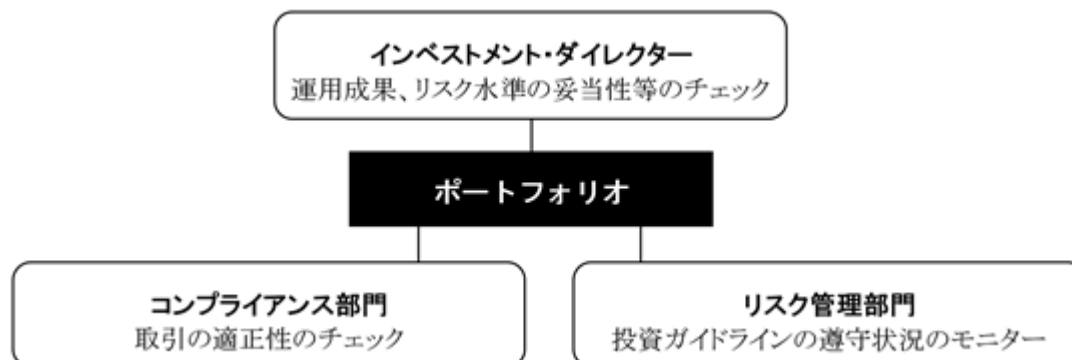 インベストメント・ダイレクター
運用成果、リスク水準の妥当性等のチェック
ポートフォリオ
コンプライアンス部門
取引の適正性のチェック
リスク管理部門
投資ガイドラインの遵守状況のモニター